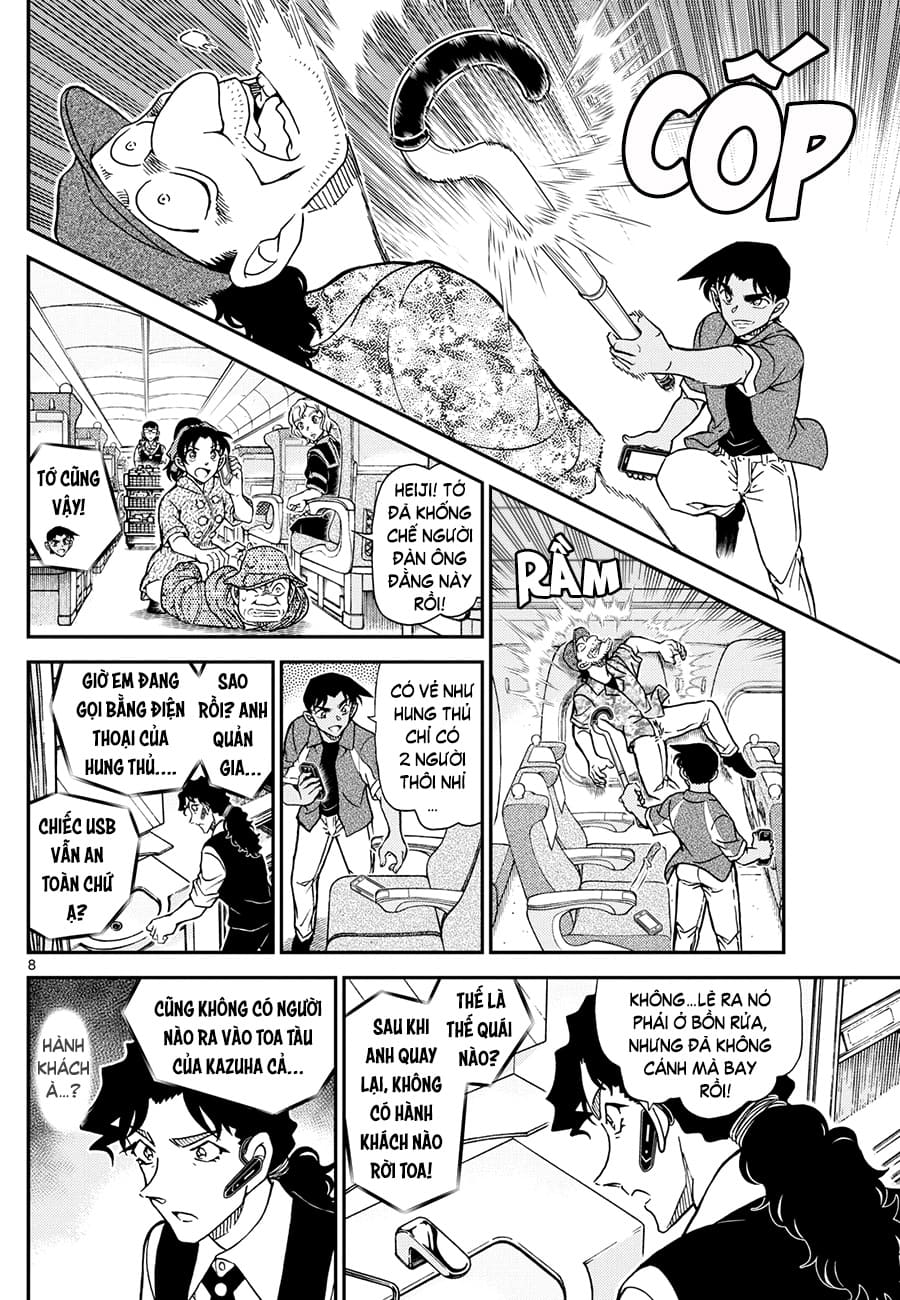 CỐP
HEIJI! TỚ
ĐÃ KHỐNG
CHẾ NGƯỜI
ĐÀN ÔNG
ĐẰNG NÀY
RỒI!
TỚ CŨNG
VẬY!
RẦM
CÓ VẺ NHƯ
HUNG THỦ
CHỈ CÓ
2 NGƯỜI
THÔI NHỈ
...
SAO
RỒI? ANH
QUẢN
GIA...
GIỜ EM ĐANG
GỌI BẰNG ĐIỆN
THOẠI CỦA
HUNG THỦ....
CHIẾC USB
VẪN AN
TOÀN CHỨ
Ạ?
8
KHÔNG...LẼ RA NÓ
PHẢI Ở BỒN RỬA,
NHƯNG ĐÃ KHÔNG
CÁNH MÀ BAY
RỒI!
THẾ LÀ
THẾ QUÁI
NÀO?
SAU KHI
ANH QUAY
LẠI, KHÔNG
CÓ HÀNH
KHÁCH NÀO
RỜI TOA!
CŨNG KHÔNG CÓ NGƯỜI
NÀO RA VÀO TOA TÀU
CỦA KAZUHA CẢ...
HÀNH
KHÁCH
À...?